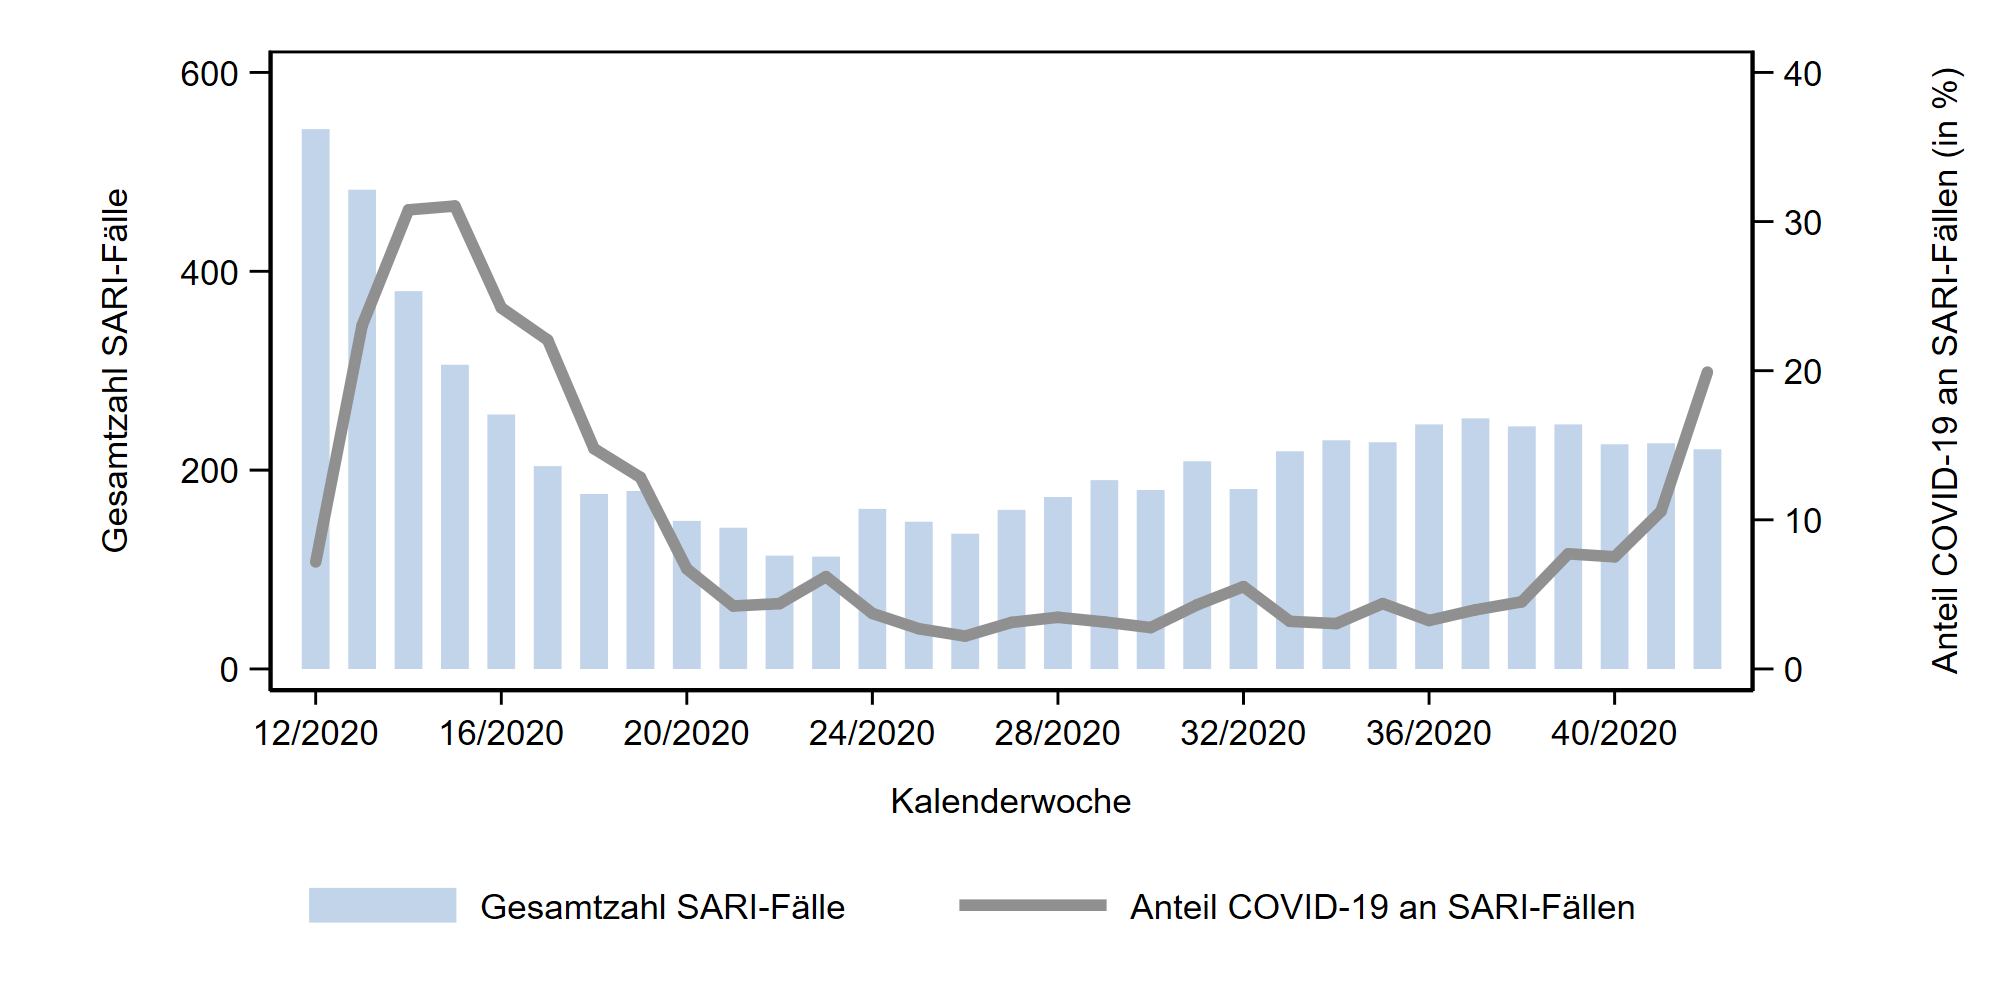 Gesamtzahl SARI-Fälle
600
400
200
0
40
30
20
10
0
Anteil COVID-19 an SARI-Fällen (in %)
12/2020 16/2020 20/2020 24/2020 28/2020 32/2020 36/2020 40/2020
Kalenderwoche
Gesamtzahl SARI-Fälle Anteil COVID-19 an SARI-Fällen